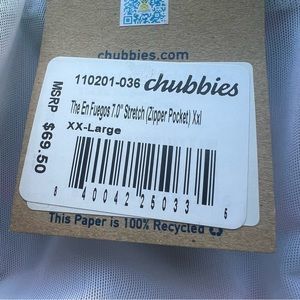 chubbies.com
110201-036 chubbies
The En Fuegos 7.0" Stretch (Zipper Pocket) Xxl
XX-Large
MSRP $69.50
8 40042 25033 5
This Paper is 100% Recycled